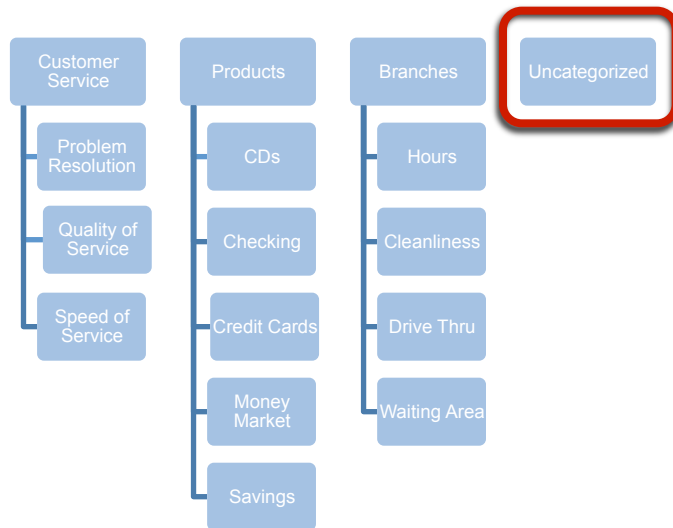 Customer
Service
Problem
Resolution
Quality of
Service
Speed of
Service
Products
CDs
Checking
Credit Cards
Money
Market
Savings
Branches
Hours
Cleanliness
Drive Thru
Waiting Area
Uncategorized